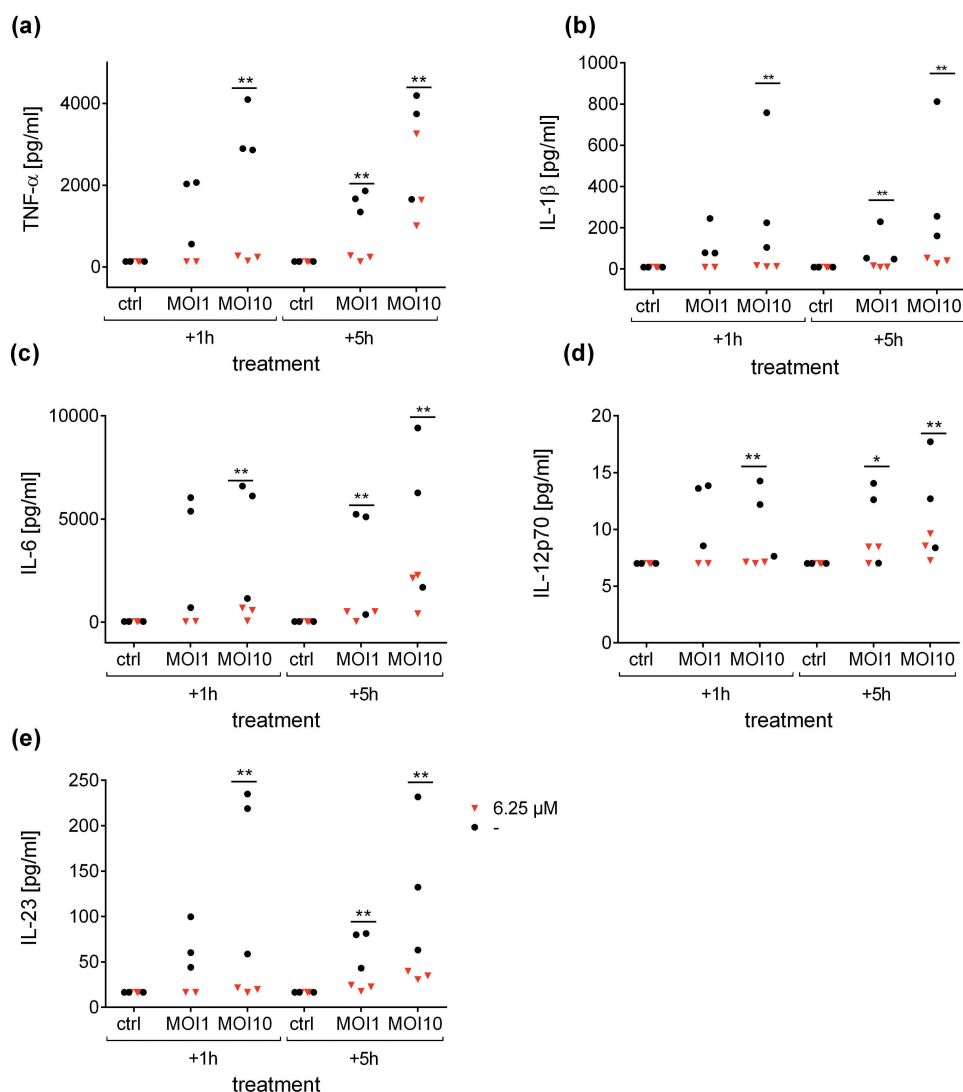 (a)
TNF-α [pg/ml]
4000
2000
0
** ** **
ctrl MOI1 MOI10 ctrl MOI1 MOI10
+1h +5h
treatment
(b)
IL-1β [pg/ml]
1000
800
600
400
200
0
** ** **
ctrl MOI1 MOI10 ctrl MOI1 MOI10
+1h +5h
treatment
(c)
IL-6 [pg/ml]
10000
5000
0
** ** **
ctrl MOI1 MOI10 ctrl MOI1 MOI10
+1h +5h
treatment
(d)
IL-12p70 [pg/ml]
20
15
10
5
0
** * **
ctrl MOI1 MOI10 ctrl MOI1 MOI10
+1h +5h
treatment
(e)
IL-23 [pg/ml]
250
200
150
100
50
0
** ** **
ctrl MOI1 MOI10 ctrl MOI1 MOI10
+1h +5h
treatment
6.25 µM
-